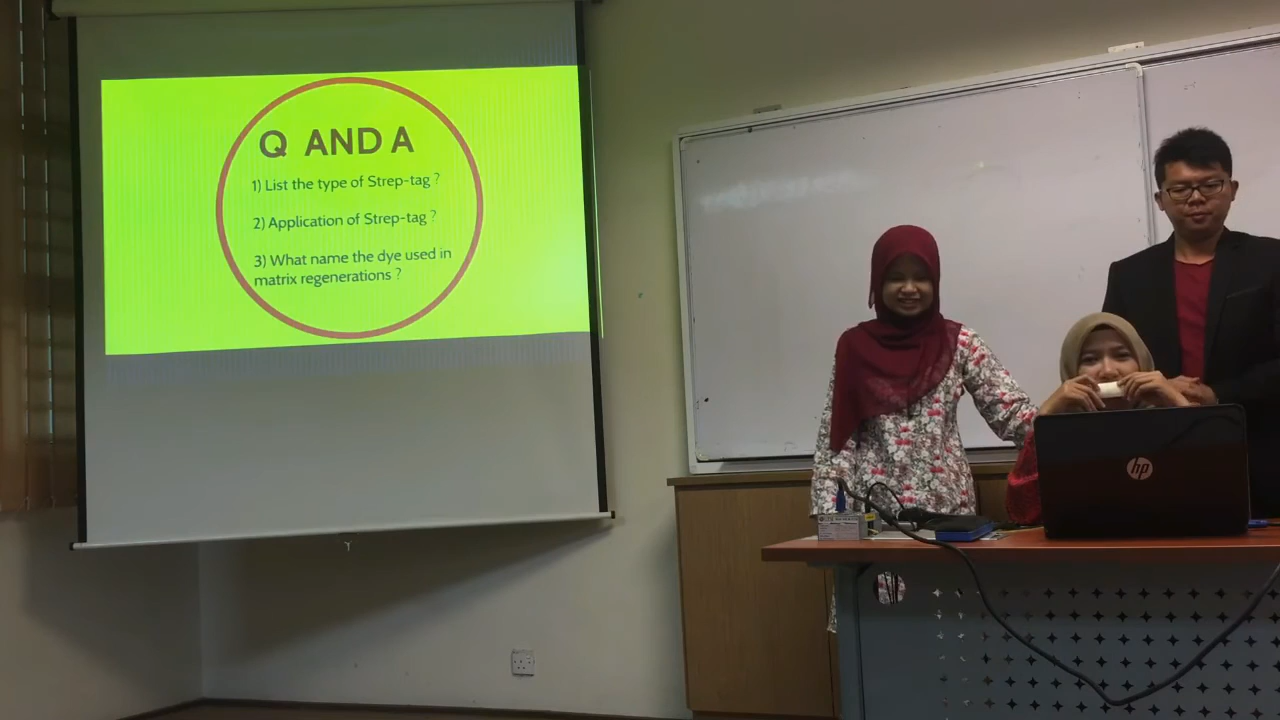 Q AND A
1) List the type of Strep-tag ?
2) Application of Strep-tag ?
3) What name the dye used in
matrix regenerations ?
hp